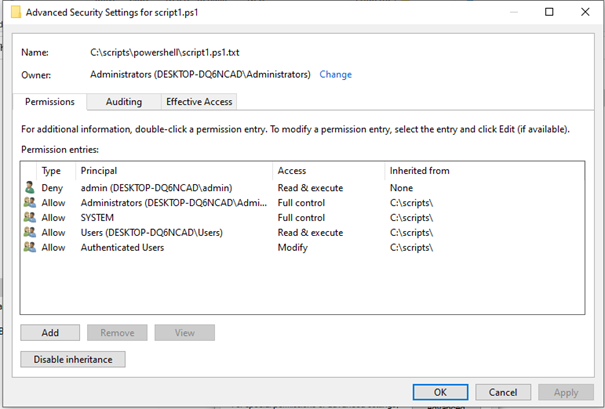 Advanced Security Settings for script1.ps1
Name: C:\scripts\powershell\script1.ps1.txt
Owner: Administrators (DESKTOP-DQ6NCAD\Administrators) Change
Permissions Auditing Effective Access
For additional information, double-click a permission entry. To modify a permission entry, select the entry and click Edit (if available).
Permission entries:
Type Principal Access Inherited from
Deny admin (DESKTOP-DQ6NCAD\admin) Read & execute None
Allow Administrators (DESKTOP-DQ6NCAD\Admi... Full control C:\scripts\
Allow SYSTEM Full control C:\scripts\
Allow Users (DESKTOP-DQ6NCAD\Users) Read & execute C:\scripts\
Allow Authenticated Users Modify C:\scripts\
Add Remove View
Disable inheritance
OK Cancel Apply